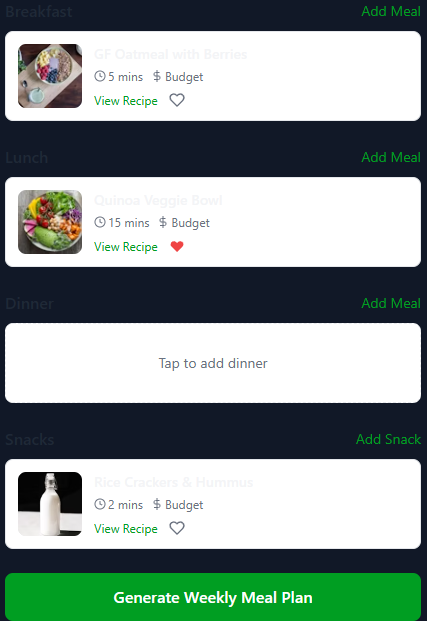 Breakfast Add Meal
GF Oatmeal with Berries
5 mins $ Budget
View Recipe
Lunch Add Meal
Quinoa Veggie Bowl
15 mins $ Budget
View Recipe
Dinner Add Meal
Tap to add dinner
Snacks Add Snack
Rice Crackers & Hummus
2 mins $ Budget
View Recipe
Generate Weekly Meal Plan